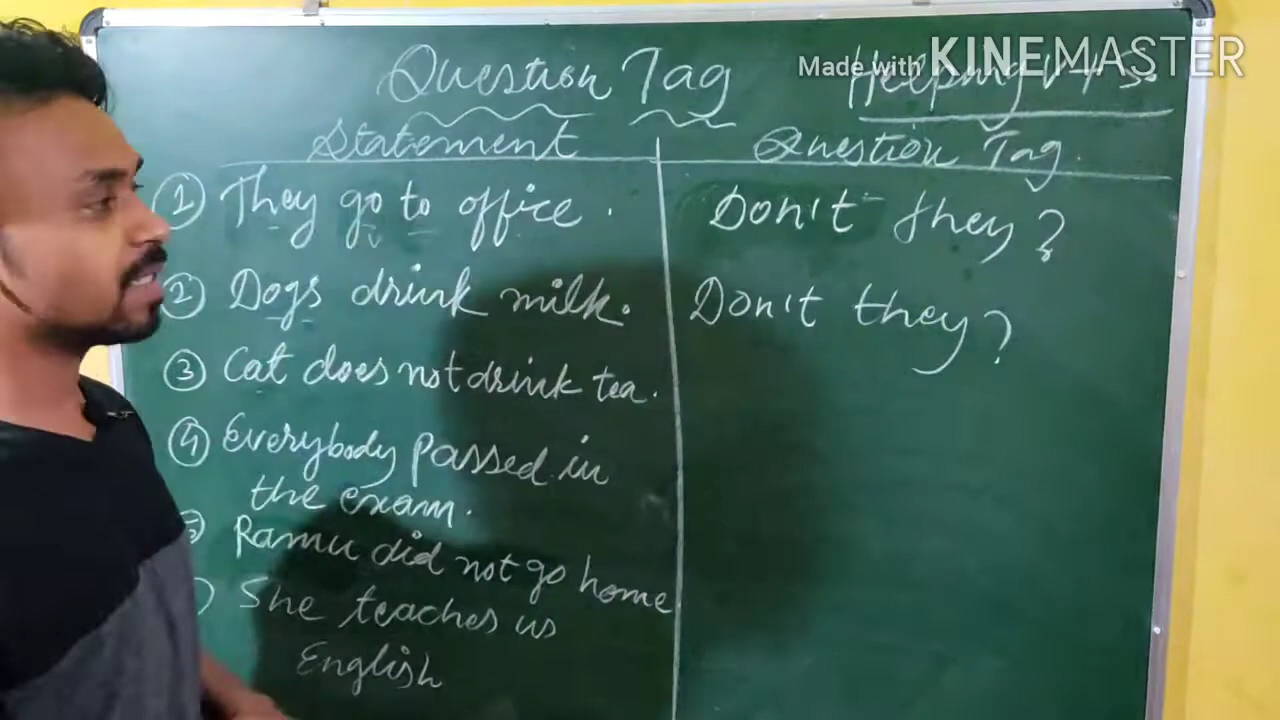 Question Tag
Made with KINEMASTER
Helping V + S
Statement
Question Tag.
① They go to office.
Don't they?
② Dogs drink milk.
Don't they?
③ Cat does not drink tea.
④ Everybody passed in
the exam.
Ramu did not go home
She teaches us
English